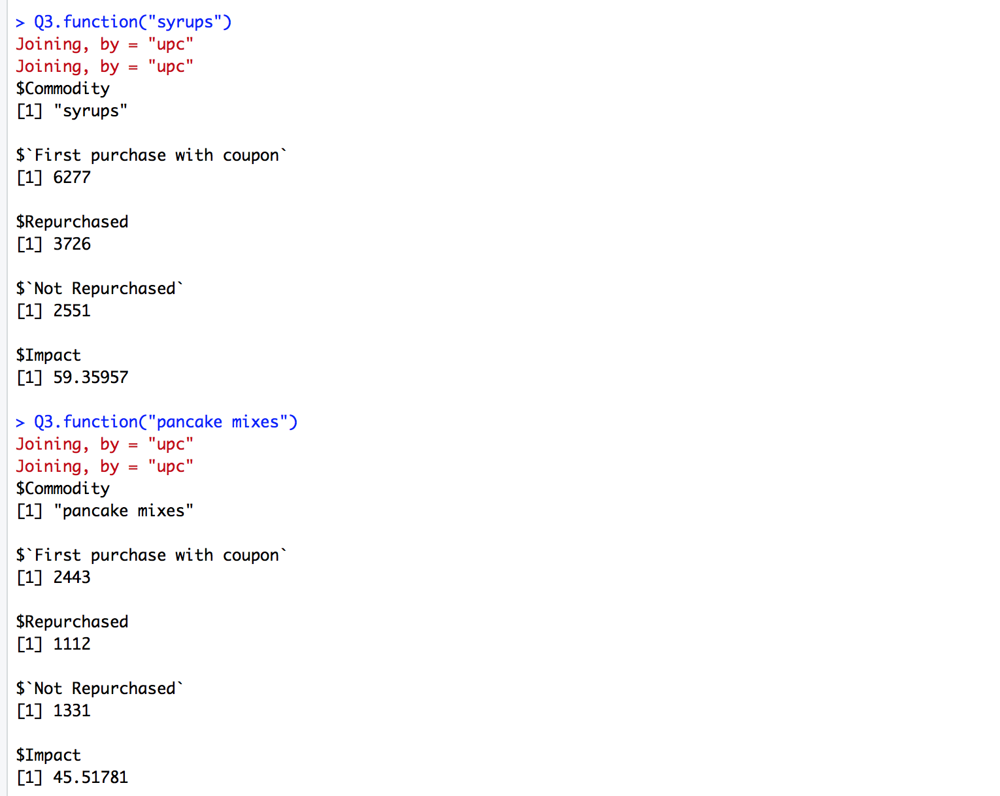 > Q3.function("syrups")
Joining, by = "upc"
Joining, by = "upc"
$Commodity
[1] "syrups"
$`First purchase with coupon`
[1] 6277
$Repurchased
[1] 3726
$`Not Repurchased`
[1] 2551
$Impact
[1] 59.35957
> Q3.function("pancake mixes")
Joining, by = "upc"
Joining, by = "upc"
$Commodity
[1] "pancake mixes"
$`First purchase with coupon`
[1] 2443
$Repurchased
[1] 1112
$`Not Repurchased`
[1] 1331
$Impact
[1] 45.51781